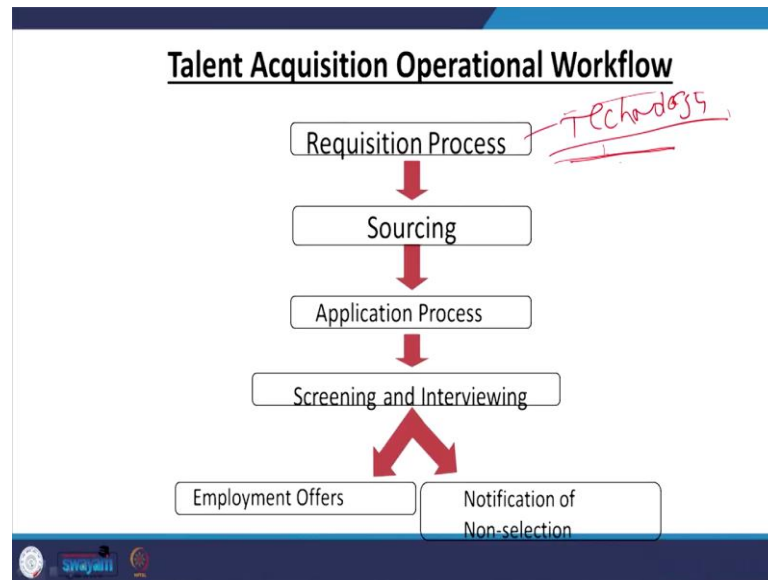 Talent Acquisition Operational Workflow
Requisition Process
Technology
Sourcing
Application Process
Screening and Interviewing
Employment Offers
Notification of
Non-selection
swayam